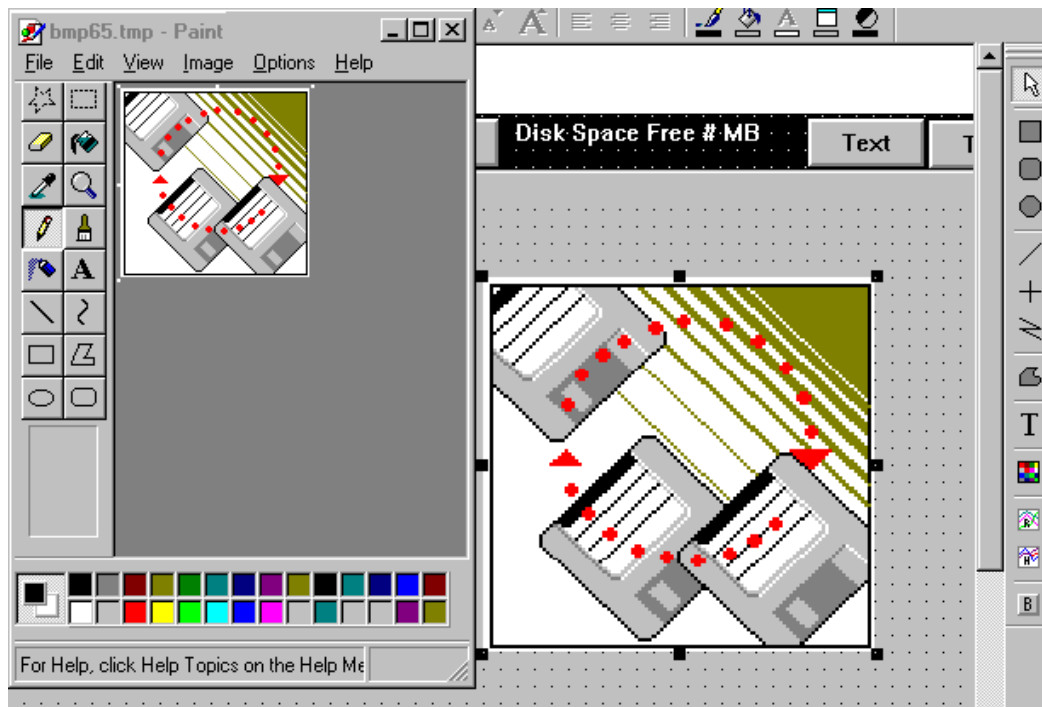 bmp65.tmp - Paint
File Edit View Image Options Help
A
A
A
Disk Space Free # MB
Text
T
A
T
R
H
B
For Help, click Help Topics on the Help Me